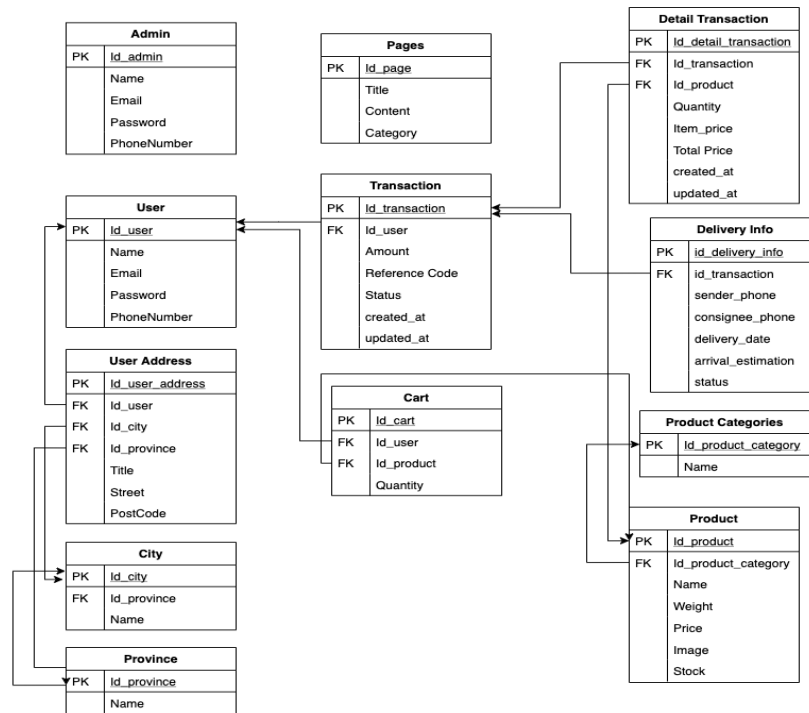 Admin
PK Id_admin
Name
Email
Password
PhoneNumber
Pages
PK Id_page
Title
Content
Category
Detail Transaction
PK Id_detail_transaction
FK Id_transaction
FK Id_product
Quantity
Item_price
Total Price
created_at
updated_at
User
PK Id_user
Name
Email
Password
PhoneNumber
Transaction
PK Id_transaction
FK Id_user
Amount
Reference Code
Status
created_at
updated_at
Delivery Info
PK id_delivery_info
FK id_transaction
sender_phone
consignee_phone
delivery_date
arrival_estimation
status
User Address
PK Id_user_address
FK Id_user
FK Id_city
FK Id_province
Title
Street
PostCode
Cart
PK Id_cart
FK Id_user
FK Id_product
Quantity
Product Categories
PK Id_product_category
Name
City
PK Id_city
FK Id_province
Name
Product
PK Id_product
FK Id_product_category
Name
Weight
Price
Image
Stock
Province
PK Id_province
Name